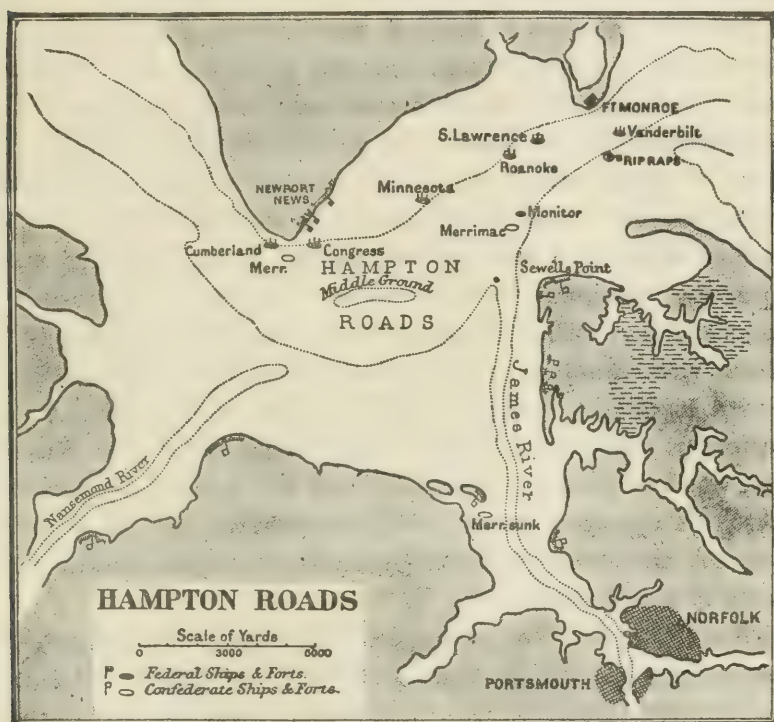 FT MONROE
S. Lawrence
Vanderbilt
Roanoke
RIP RAPS
NEWPORT
NEWS
Minnesota
Monitor
Merrimac
Cumberland
Congress
Merr.
HAMPTON
Sewells Point
Middle Ground
ROADS
James River
Nansemond River
Merr. sunk
HAMPTON ROADS
Scale of Yards
0 3000 6000
Federal Ships & Forts.
Confederate Ships & Forts.
NORFOLK
PORTSMOUTH